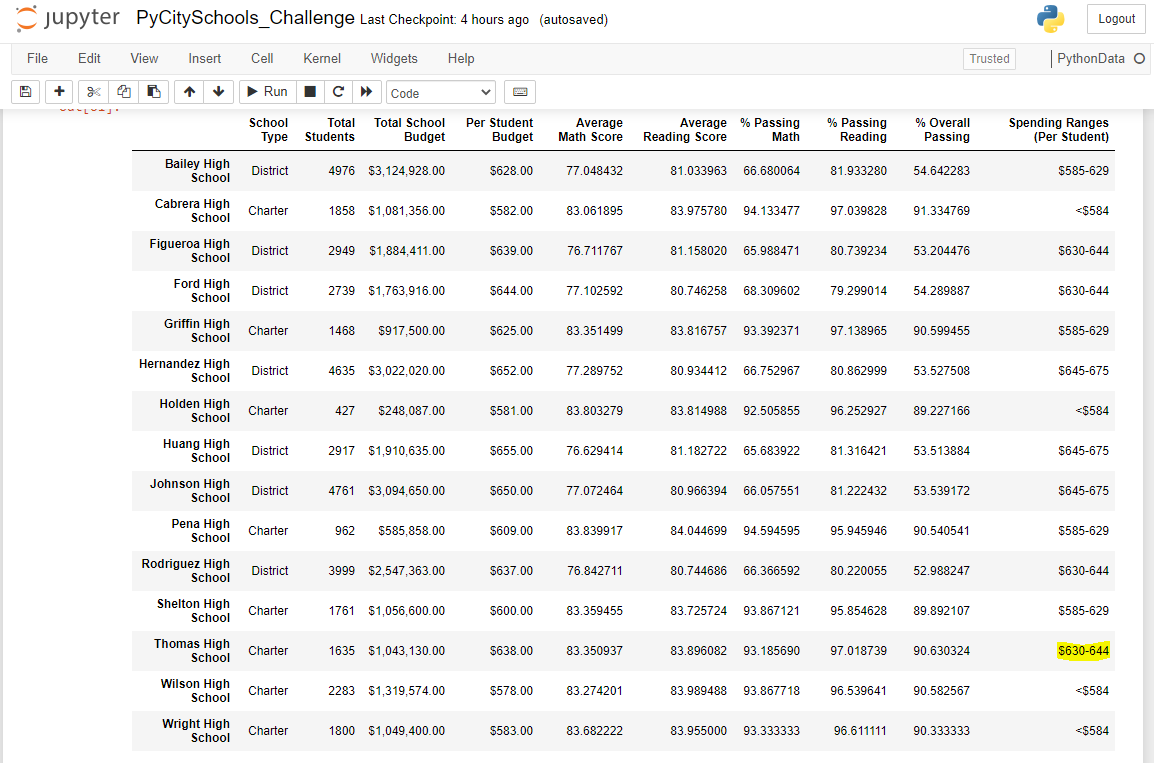 jupyter PyCitySchools_Challenge Last Checkpoint: 4 hours ago (autosaved) Logout
File Edit View Insert Cell Kernel Widgets Help Trusted PythonData
Run Code
School Type Total Students Total School Budget Per Student Budget Average Math Score Average Reading Score % Passing Math % Passing Reading % Overall Passing Spending Ranges (Per Student)
Bailey High School District 4976 $3,124,928.00 $628.00 77.048432 81.033963 66.680064 81.933280 54.642283 $585-629
Cabrera High School Charter 1858 $1,081,356.00 $582.00 83.061895 83.975780 94.133477 97.039828 91.334769 <$584
Figueroa High School District 2949 $1,884,411.00 $639.00 76.711767 81.158020 65.988471 80.739234 53.204476 $630-644
Ford High School District 2739 $1,763,916.00 $644.00 77.102592 80.746258 68.309602 79.299014 54.289887 $630-644
Griffin High School Charter 1468 $917,500.00 $625.00 83.351499 83.816757 93.392371 97.138965 90.599455 $585-629
Hernandez High School District 4635 $3,022,020.00 $652.00 77.289752 80.934412 66.752967 80.862999 53.527508 $645-675
Holden High School Charter 427 $248,087.00 $581.00 83.803279 83.814988 92.505855 96.252927 89.227166 <$584
Huang High School District 2917 $1,910,635.00 $655.00 76.629414 81.182722 65.683922 81.316421 53.513884 $645-675
Johnson High School District 4761 $3,094,650.00 $650.00 77.072464 80.966394 66.057551 81.222432 53.539172 $645-675
Pena High School Charter 962 $585,858.00 $609.00 83.839917 84.044699 94.594595 95.945946 90.540541 $585-629
Rodriguez High School District 3999 $2,547,363.00 $637.00 76.842711 80.744686 66.366592 80.220055 52.988247 $630-644
Shelton High School Charter 1761 $1,056,600.00 $600.00 83.359455 83.725724 93.867121 95.854628 89.892107 $585-629
Thomas High School Charter 1635 $1,043,130.00 $638.00 83.350937 83.896082 93.185690 97.018739 90.630324 $630-644
Wilson High School Charter 2283 $1,319,574.00 $578.00 83.274201 83.989488 93.867718 96.539641 90.582567 <$584
Wright High School Charter 1800 $1,049,400.00 $583.00 83.682222 83.955000 93.333333 96.611111 90.333333 <$584